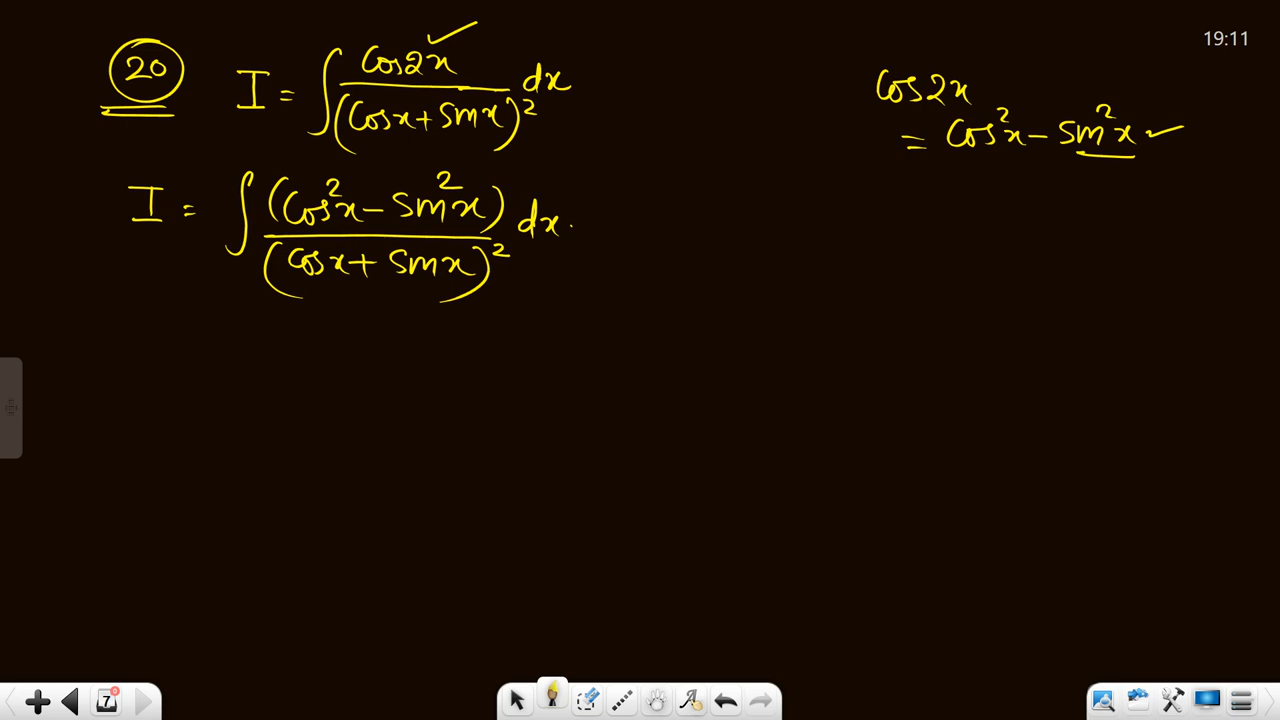 19:11
20 I = ∫ cos2x / (cosx + sinx)² dx
cos2x
= cos²x − sin²x
I = ∫ (cos²x − sin²x) / (cosx + sinx)² dx.
7